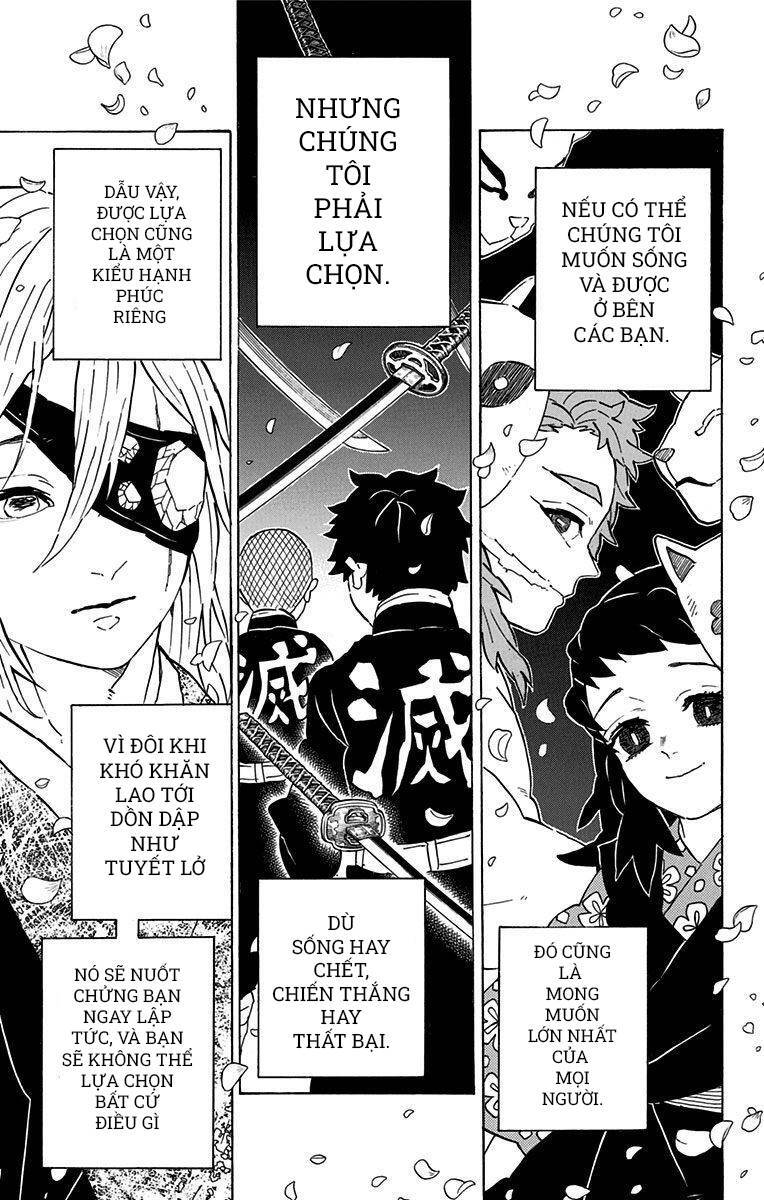 NẾU CÓ THỂ
CHÚNG TÔI
MUỐN SỐNG
VÀ ĐƯỢC
Ở BÊN
CÁC BẠN.
ĐÓ CŨNG
LÀ
MONG
MUỐN
LỚN NHẤT
CỦA
MỌI
NGƯỜI.
NHƯNG
CHÚNG
TÔI
PHẢI
LỰA
CHỌN.
滅
滅
DÙ
SỐNG HAY
CHẾT,
CHIẾN THẮNG
HAY
THẤT BẠI.
DẪU VẬY,
ĐƯỢC LỰA
CHỌN CŨNG
LÀ MỘT
KIỂU HẠNH
PHÚC
RIÊNG
VÌ ĐÔI KHI
KHÓ KHĂN
LAO TỚI
DỒN DẬP
NHƯ
TUYẾT LỞ
NÓ SẼ NUỐT
CHỬNG BẠN
NGAY LẬP
TỨC, VÀ BẠN
SẼ KHÔNG THỂ
LỰA CHỌN
BẤT CỨ
ĐIỀU GÌ